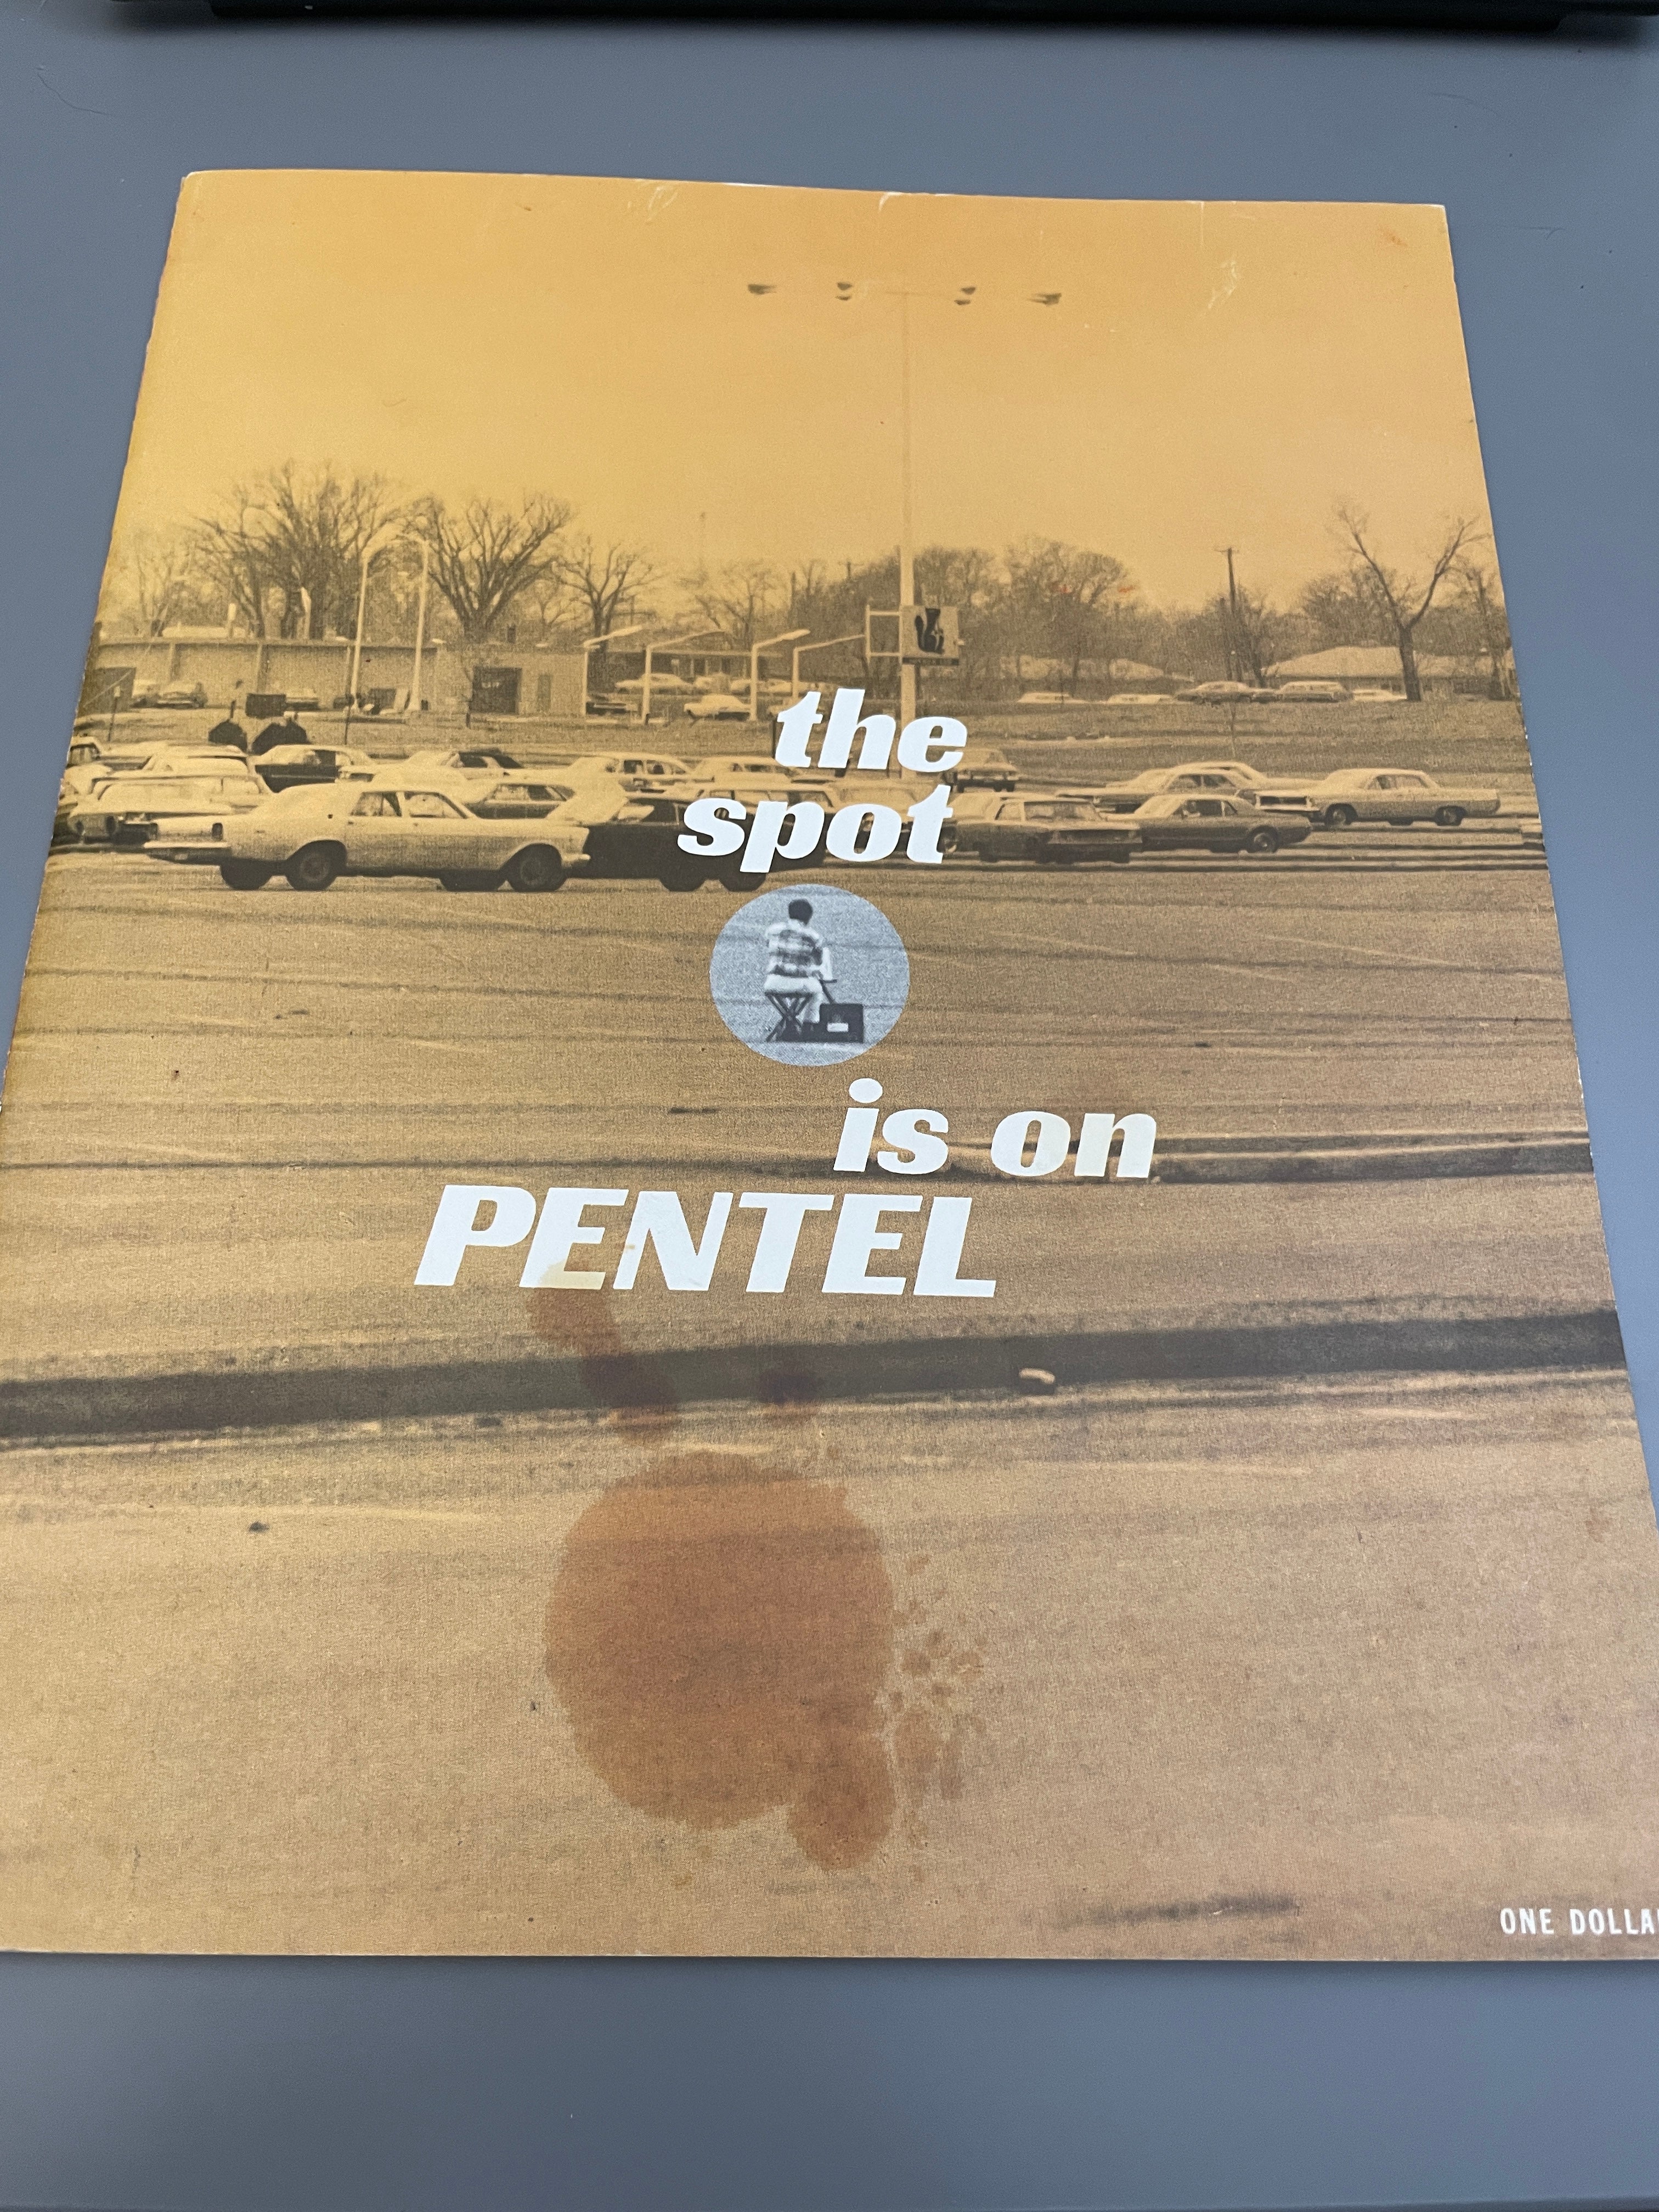 the
spot
is on
PENTEL
ONE DOLLA